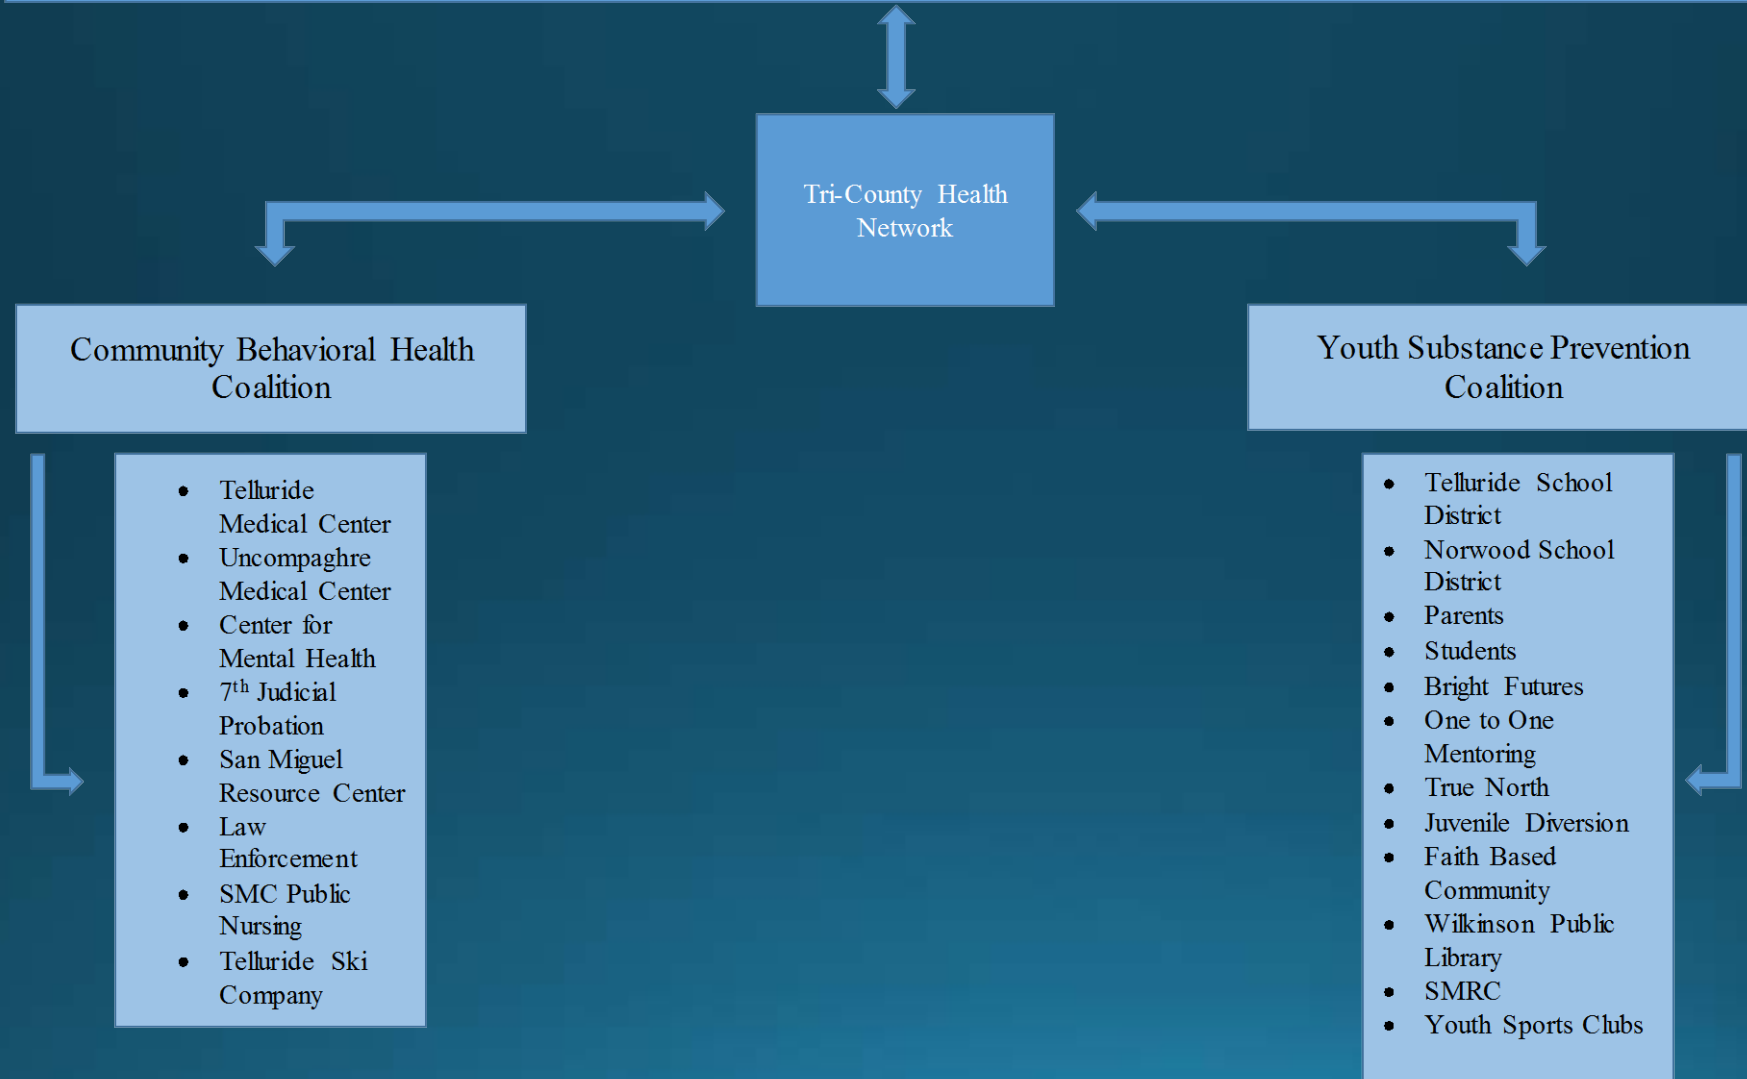 Tri-County Health
Network
Community Behavioral Health
Coalition
Telluride
Medical Center
Uncompaghre
Medical Center
Center for
Mental Health
7th Judicial
Probation
San Miguel
Resource Center
Law
Enforcement
SMC Public
Nursing
Telluride Ski
Company
Youth Substance Prevention
Coalition
Telluride School
District
Norwood School
District
Parents
Students
Bright Futures
One to One
Mentoring
True North
Juvenile Diversion
Faith Based
Community
Wilkinson Public
Library
SMRC
Youth Sports Clubs